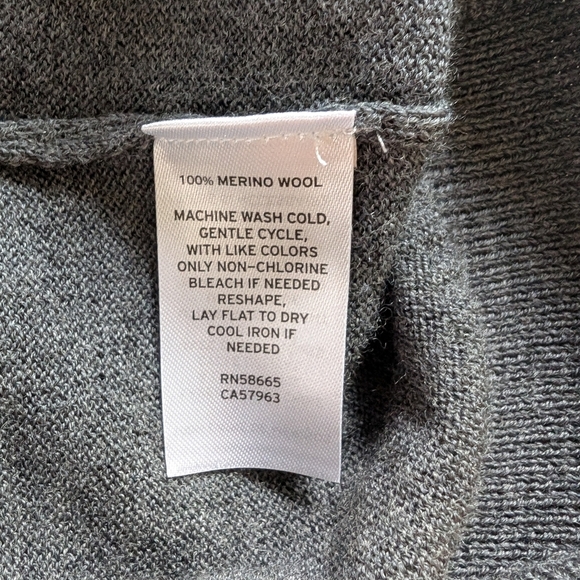 100% MERINO WOOL
MACHINE WASH COLD,
GENTLE CYCLE,
WITH LIKE COLORS
ONLY NON-CHLORINE
BLEACH IF NEEDED
RESHAPE,
LAY FLAT TO DRY
COOL IRON IF
NEEDED
RN58665
CA57963